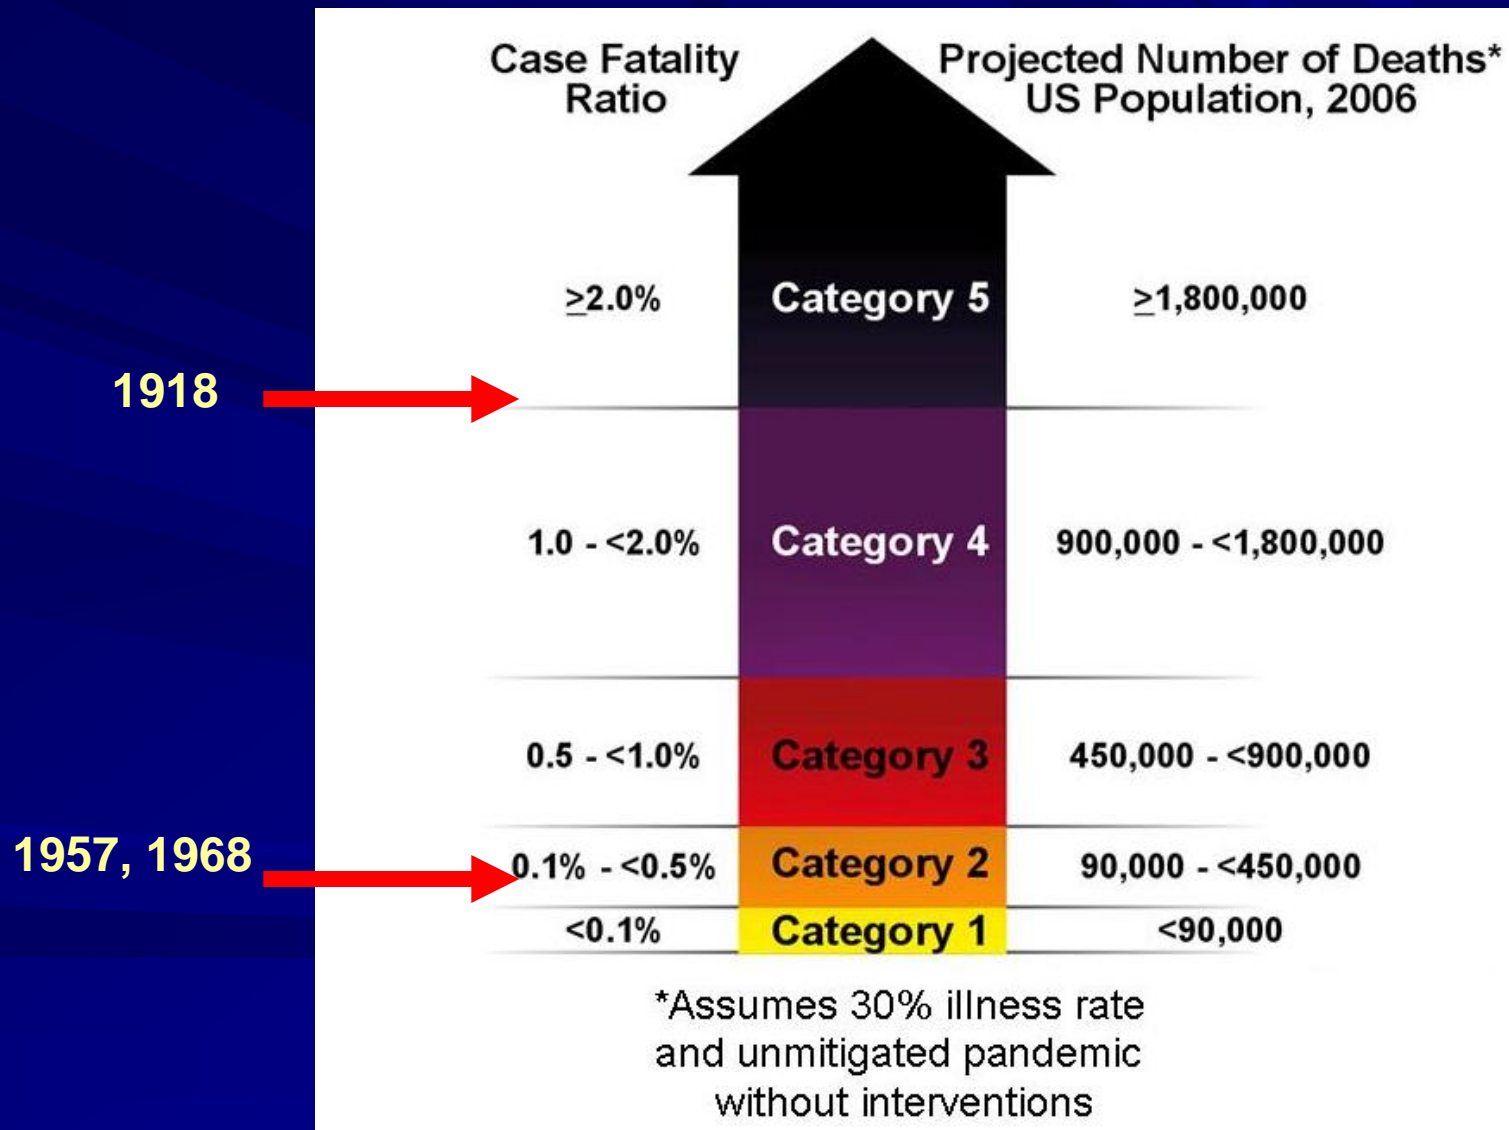 Case Fatality
Ratio
Projected Number of Deaths*
US Population, 2006
≥2.0%
Category 5
≥1,800,000
1918
1.0 - <2.0%
Category 4
900,000 - <1,800,000
0.5 - <1.0%
Category 3
450,000 - <900,000
1957, 1968
0.1% - <0.5%
Category 2
90,000 - <450,000
<0.1%
Category 1
<90,000
*Assumes 30% illness rate
and unmitigated pandemic
without interventions